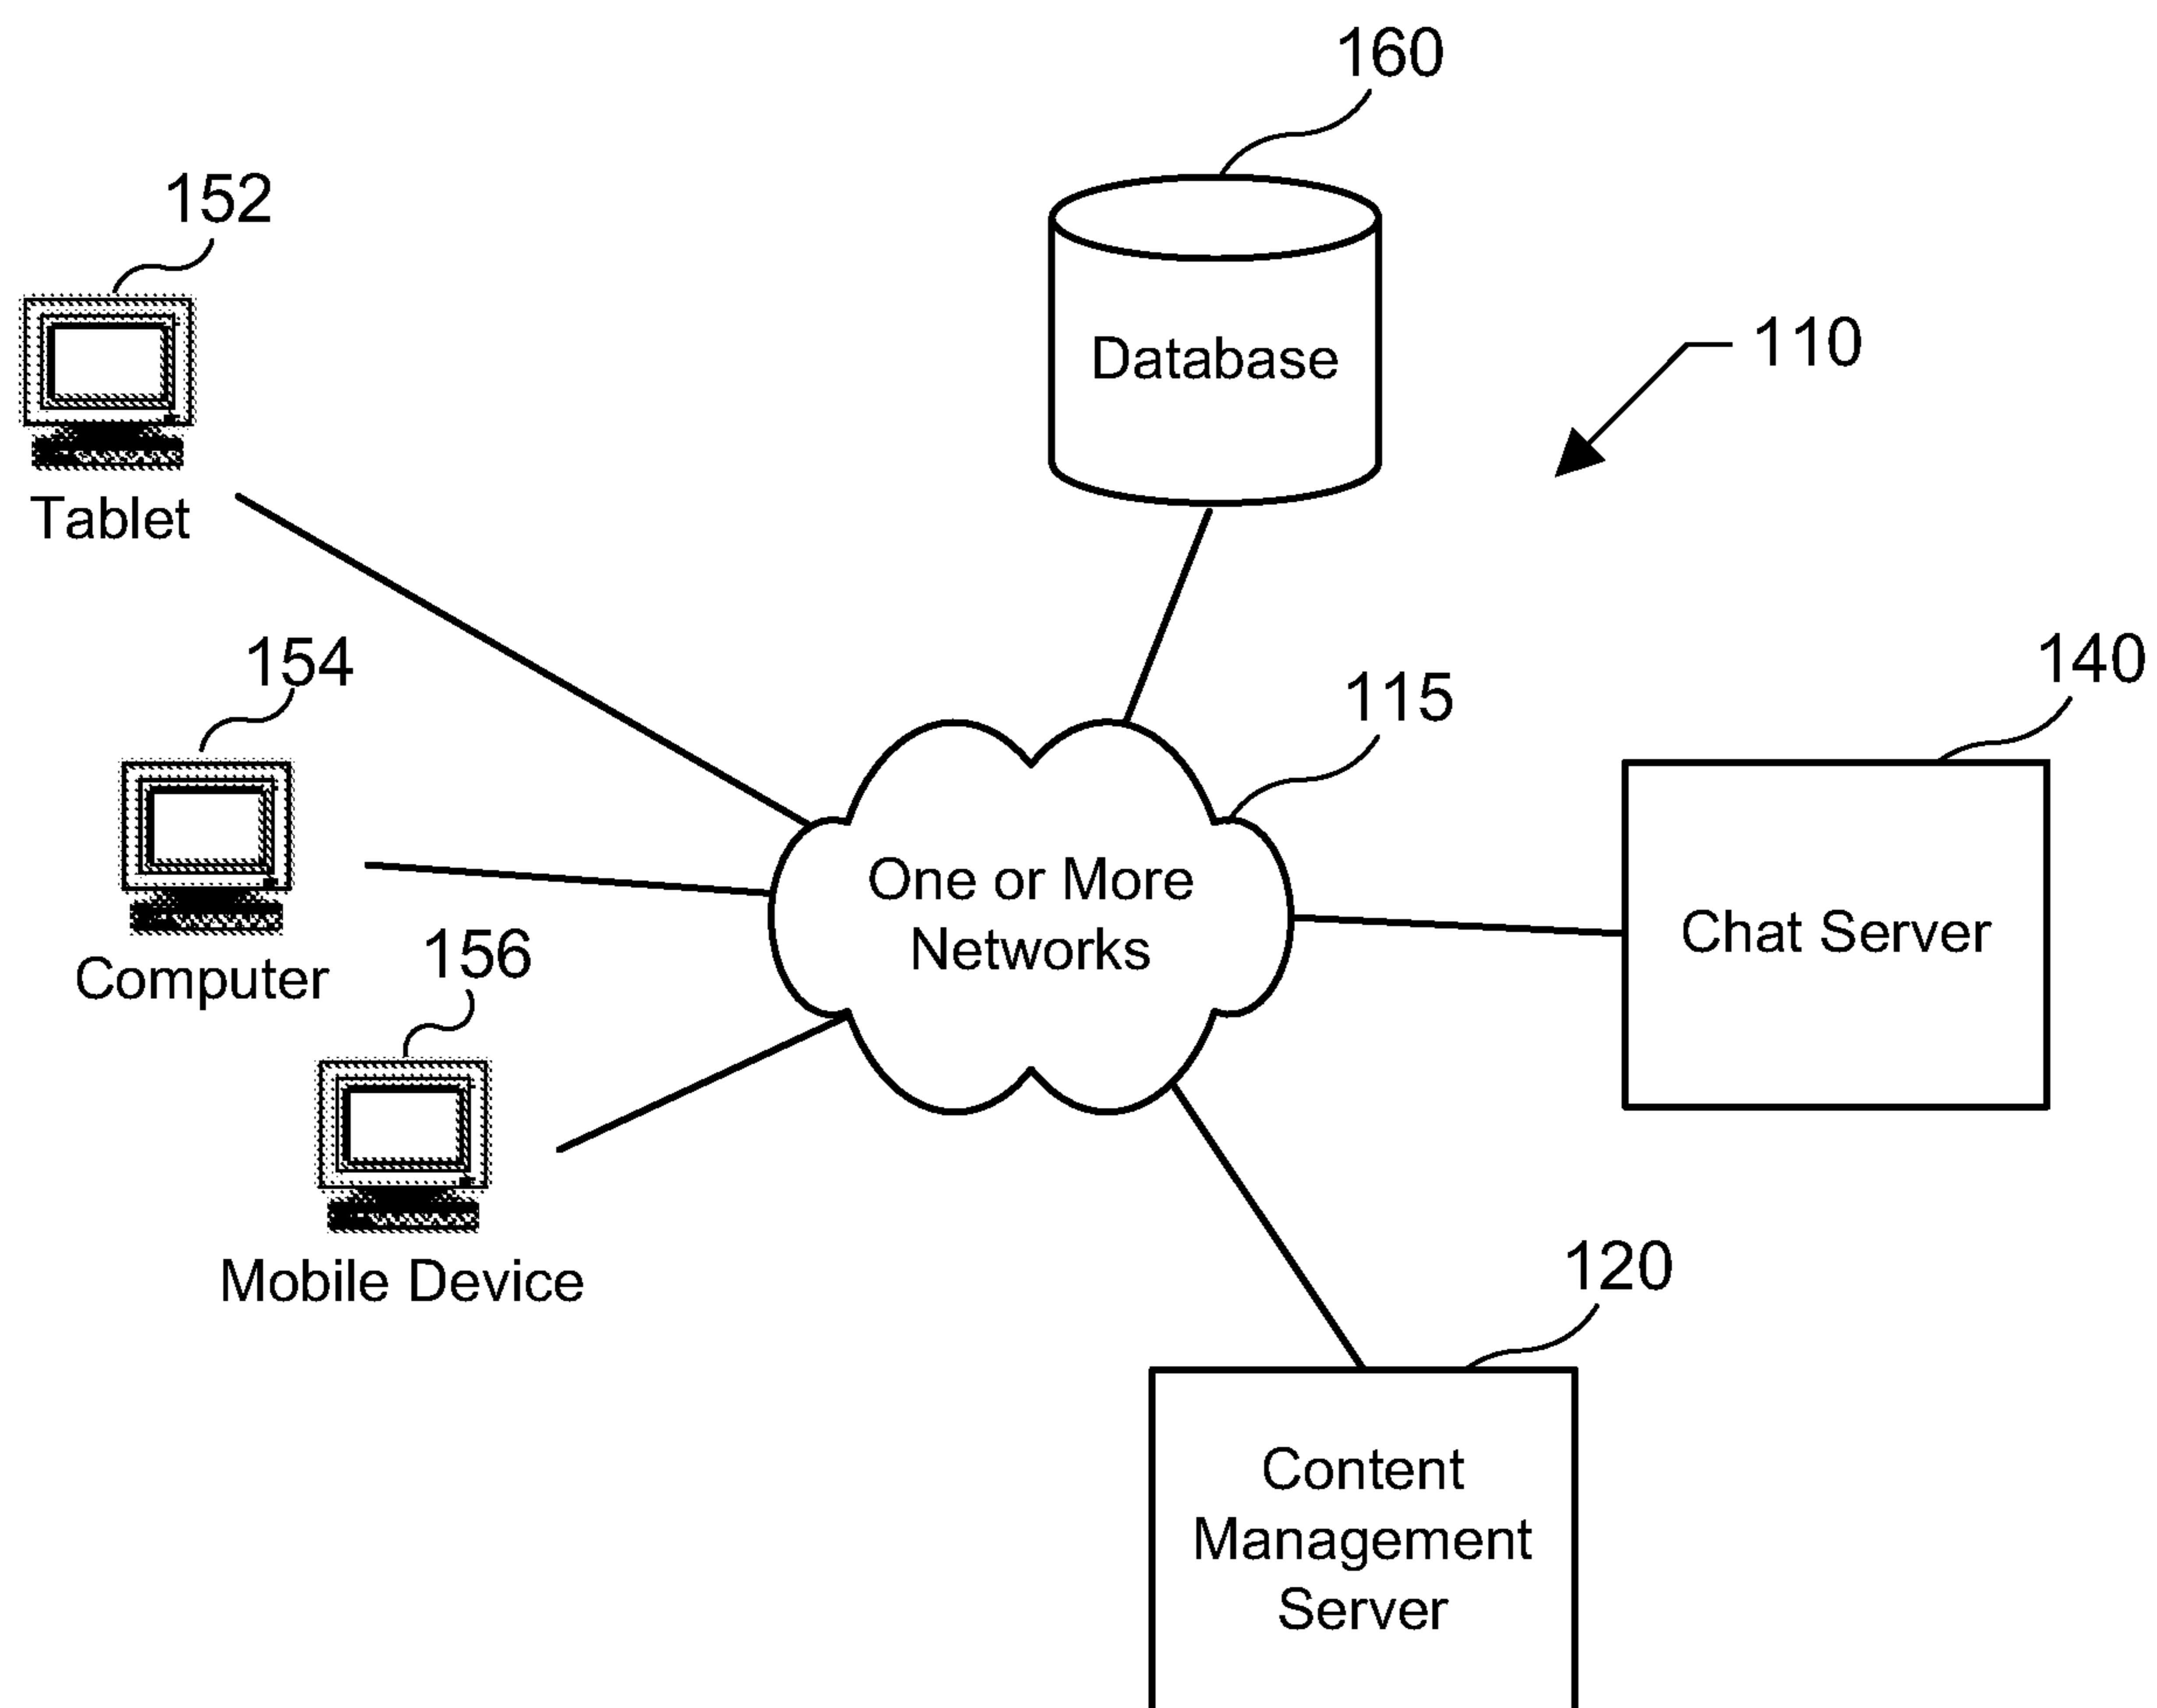 160
152
Database
110
Tablet
154
140
115
One or More
Networks
Chat Server
Computer
156
Mobile Device
120
Content
Management
Server